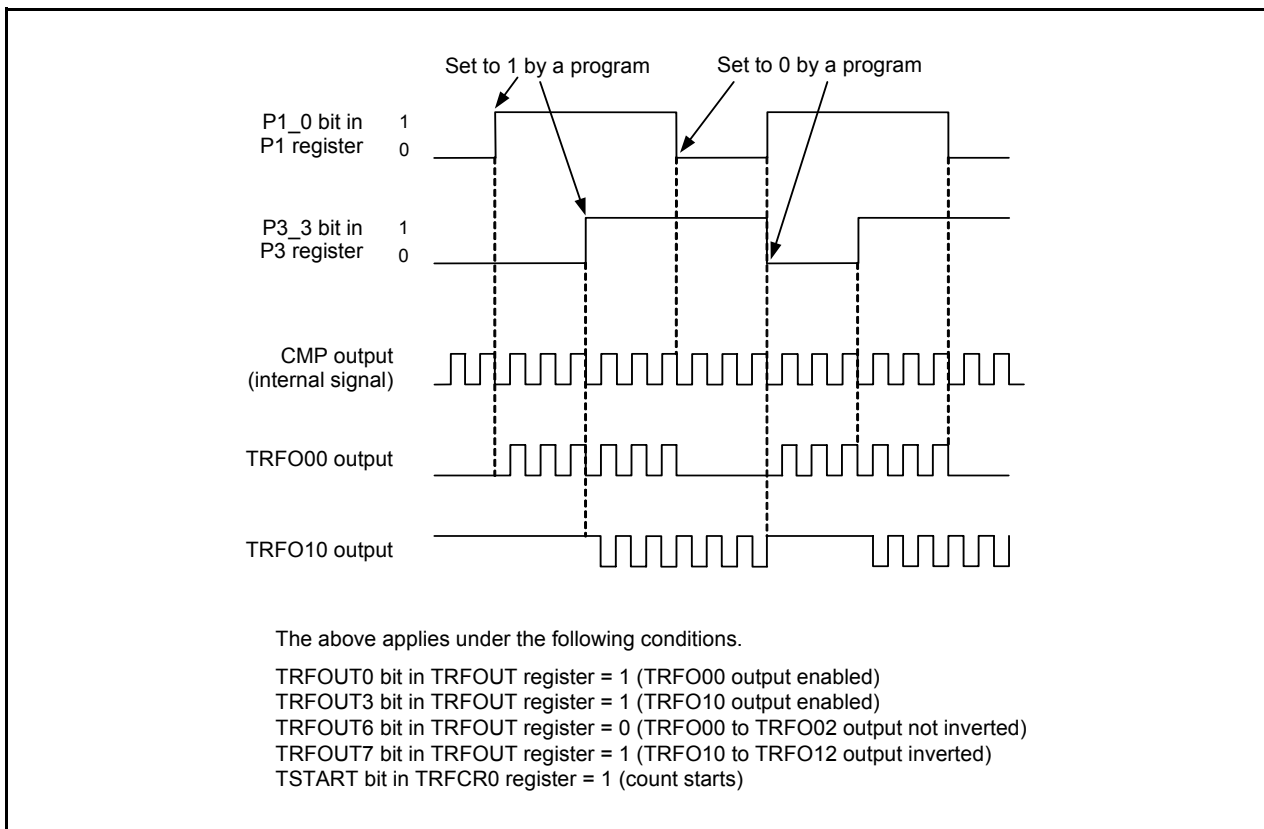 Set to 1 by a program
Set to 0 by a program
P1_0 bit in
P1 register
1
0
P3_3 bit in
P3 register
1
0
CMP output
(internal signal)
TRFO00 output
TRFO10 output
The above applies under the following conditions.
TRFOUT0 bit in TRFOUT register = 1 (TRFO00 output enabled)
TRFOUT3 bit in TRFOUT register = 1 (TRFO10 output enabled)
TRFOUT6 bit in TRFOUT register = 0 (TRFO00 to TRFO02 output not inverted)
TRFOUT7 bit in TRFOUT register = 1 (TRFO10 to TRFO12 output inverted)
TSTART bit in TRFCR0 register = 1 (count starts)